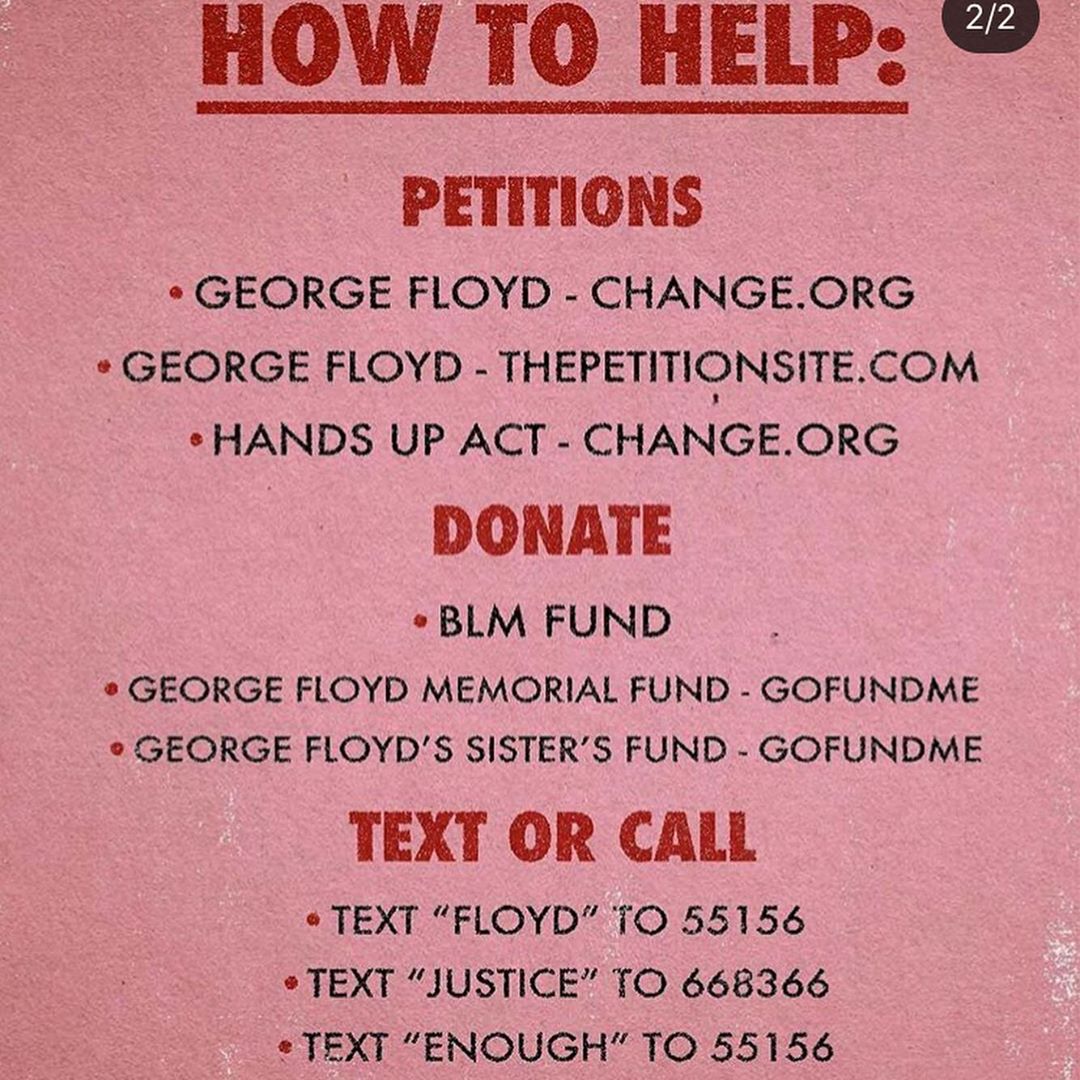 2/2
HOW TO HELP:
PETITIONS
• GEORGE FLOYD - CHANGE.ORG
• GEORGE FLOYD - THEPETITIONSITE.COM
• HANDS UP ACT - CHANGE.ORG
DONATE
• BLM FUND
• GEORGE FLOYD MEMORIAL FUND - GOFUNDME
• GEORGE FLOYD’S SISTER’S FUND - GOFUNDME
TEXT OR CALL
• TEXT “FLOYD” TO 55156
• TEXT “JUSTICE” TO 668366
• TEXT “ENOUGH” TO 55156